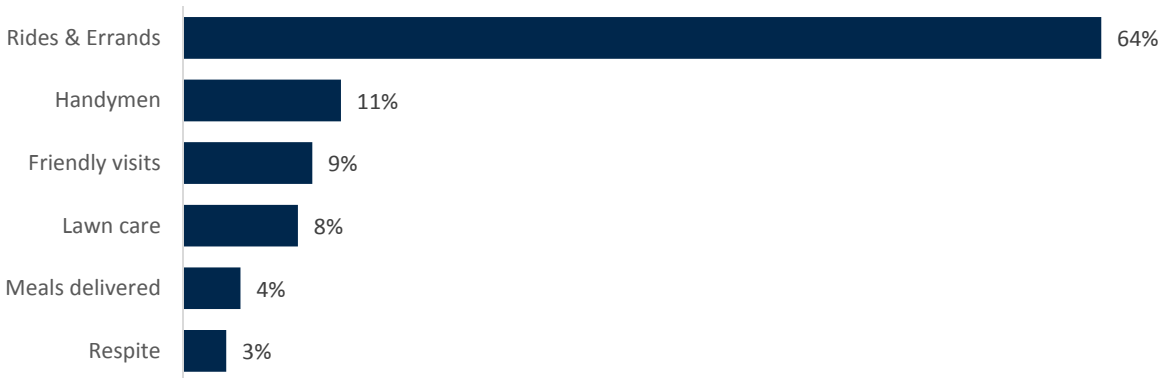 Rides & Errands 64%
Handymen 11%
Friendly visits 9%
Lawn care 8%
Meals delivered 4%
Respite 3%